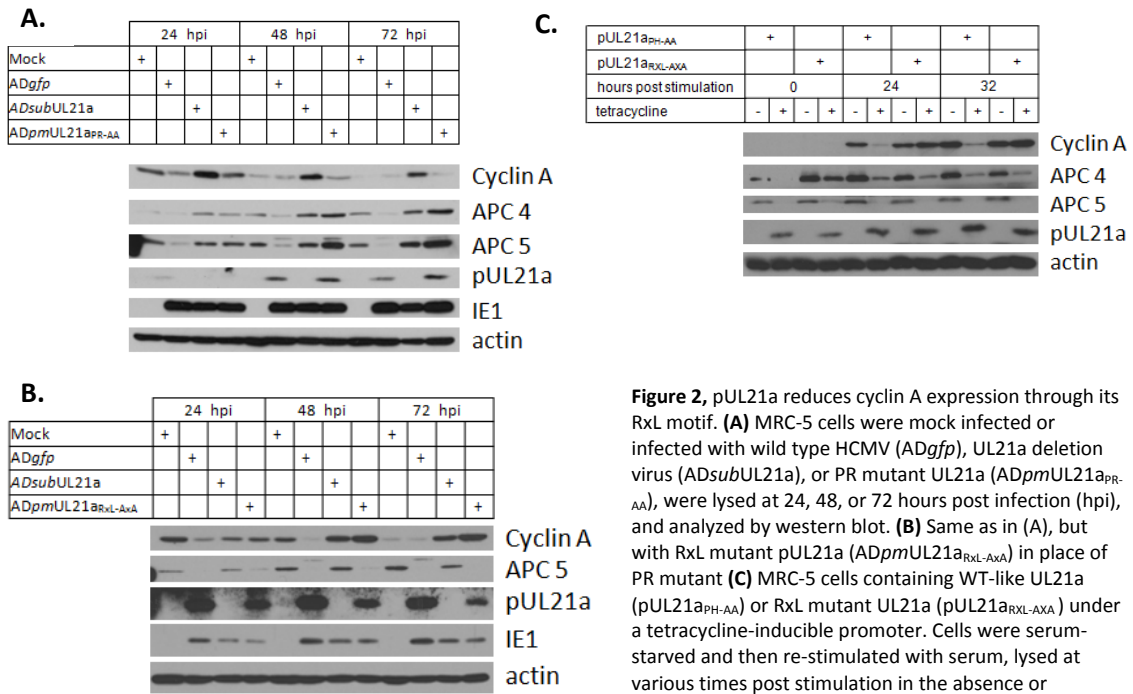 A.
24 hpi 48 hpi 72 hpi
Mock + + +
ADgfp + + +
ADsubUL21a + + +
ADpmUL21aPR-AA + + +
Cyclin A
APC 4
APC 5
pUL21a
IE1
actin
B.
24 hpi 48 hpi 72 hpi
Mock + + +
ADgfp + + +
ADsubUL21a + + +
ADpmUL21aRxL-AxA + + +
Cyclin A
APC 5
pUL21a
IE1
actin
C.
pUL21aPH-AA + + +
pUL21aRXL-AXA + + +
hours post stimulation 0 24 32
tetracycline - + - + - + - + - + - +
Cyclin A
APC 4
APC 5
pUL21a
actin
Figure 2, pUL21a reduces cyclin A expression through its
RxL motif. (A) MRC-5 cells were mock infected or
infected with wild type HCMV (ADgfp), UL21a deletion
virus (ADsubUL21a), or PR mutant UL21a (ADpmUL21aPR-
AA), were lysed at 24, 48, or 72 hours post infection (hpi),
and analyzed by western blot. (B) Same as in (A), but
with RxL mutant pUL21a (ADpmUL21aRxL-AxA) in place of
PR mutant (C) MRC-5 cells containing WT-like UL21a
(pUL21aPH-AA) or RxL mutant UL21a (pUL21aRXL-AXA ) under
a tetracycline-inducible promoter. Cells were serum-
starved and then re-stimulated with serum, lysed at
various times post stimulation in the absence or